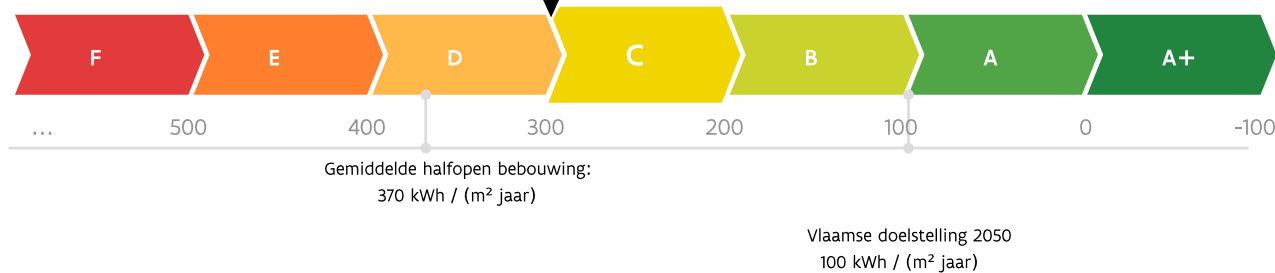 F E D C B A A+
... 500 400 300 200 100 0 -100
Gemiddelde halfopen bebouwing:
370 kWh / (m² jaar)
Vlaamse doelstelling 2050
100 kWh / (m² jaar)